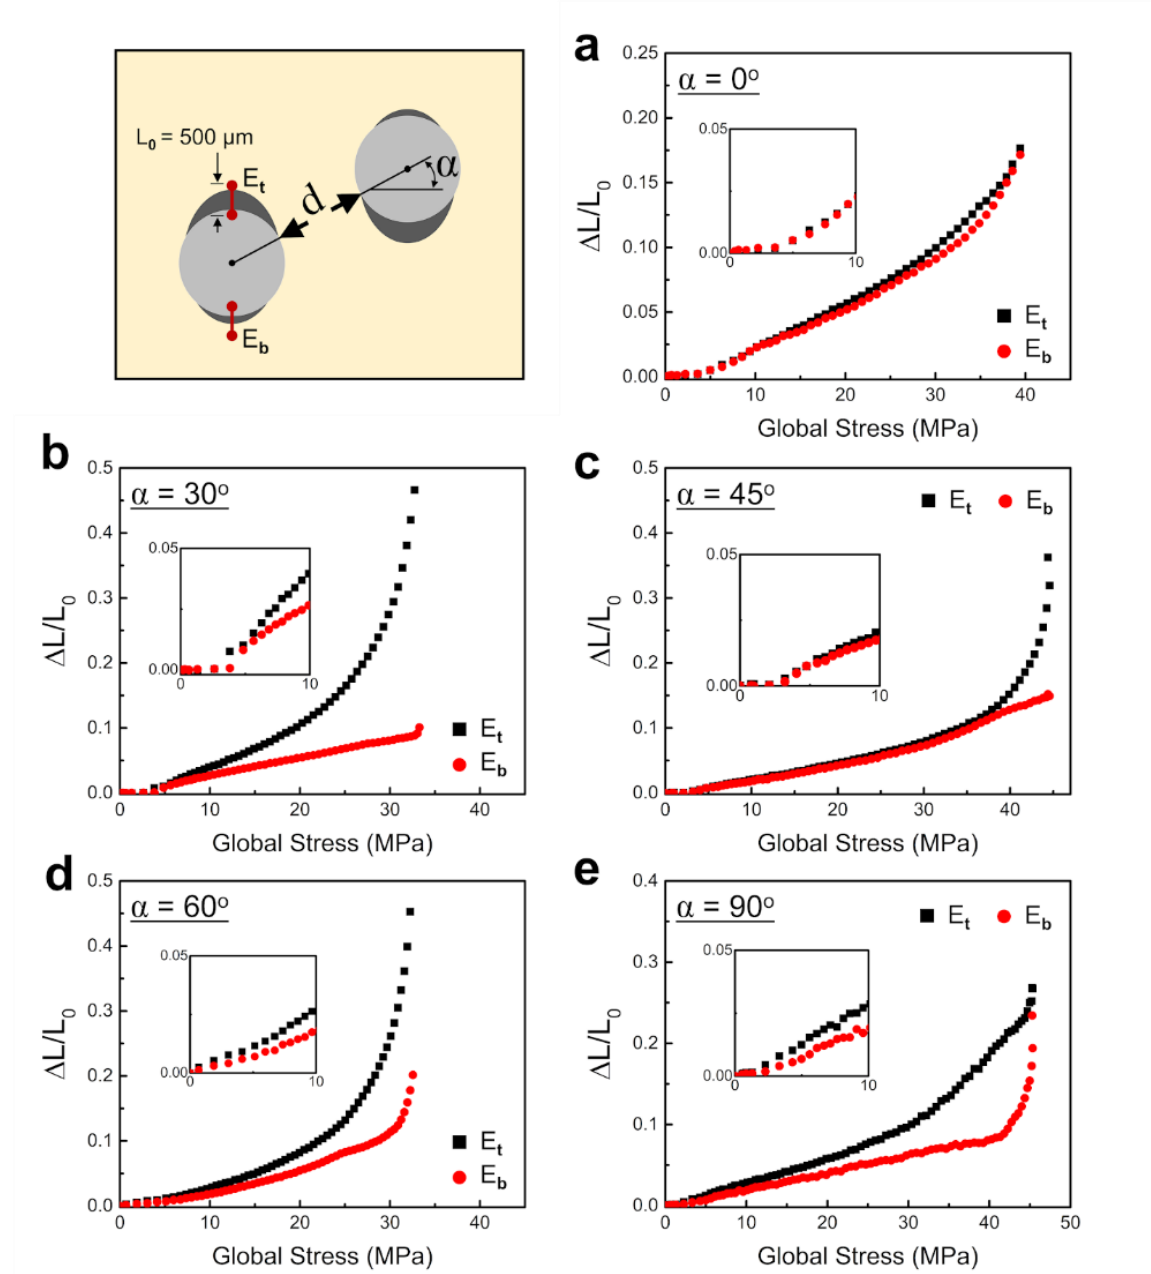 L₀ = 500 μm
Eₜ
α
d
E_b
a
α = 0°
0.25
0.20
0.15
0.10
0.05
0.00
ΔL/L₀
0.05
0.00
0 10
Eₜ
E_b
0 10 20 30 40
Global Stress (MPa)
b
α = 30°
0.5
0.4
0.3
0.2
0.1
0.0
ΔL/L₀
0.05
0.00
0 10
Eₜ
E_b
0 10 20 30 40
Global Stress (MPa)
c
α = 45°
Eₜ E_b
0.5
0.4
0.3
0.2
0.1
0.0
ΔL/L₀
0.05
0.00
0 10
0 10 20 30 40
Global Stress (MPa)
d
α = 60°
0.5
0.4
0.3
0.2
0.1
0.0
ΔL/L₀
0.05
0.00
0 10
Eₜ
E_b
0 10 20 30 40
Global Stress (MPa)
e
α = 90°
Eₜ E_b
0.4
0.3
0.2
0.1
0.0
ΔL/L₀
0.05
0.00
0 10
0 10 20 30 40 50
Global Stress (MPa)